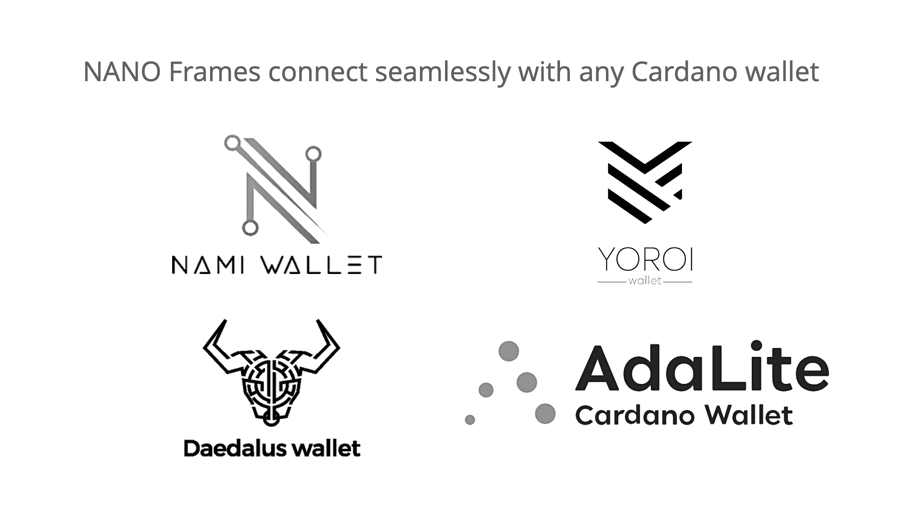 NANO Frames connect seamlessly with any Cardano wallet
NAMI WALLET
YOROI
wallet
Daedalus wallet
AdaLite
Cardano Wallet